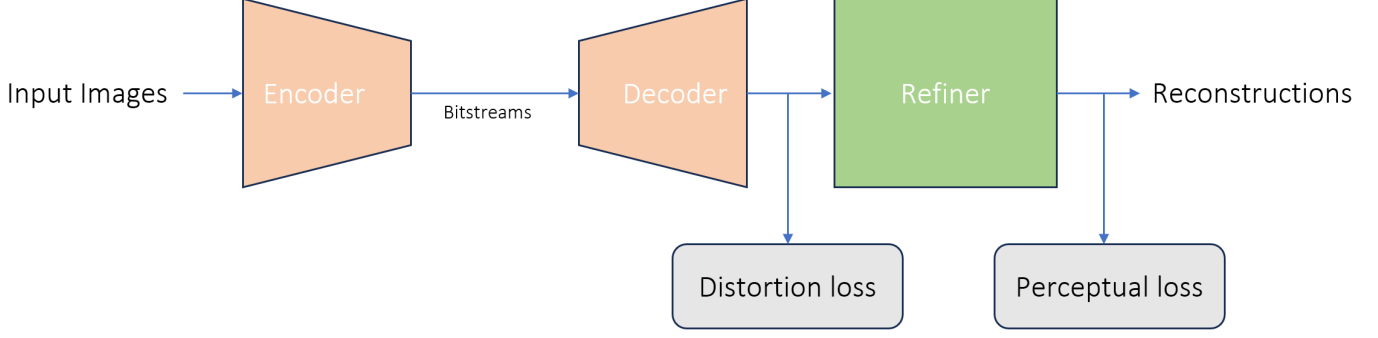 Input Images
Encoder
Bitstreams
Decoder
Refiner
Reconstructions
Distortion loss
Perceptual loss